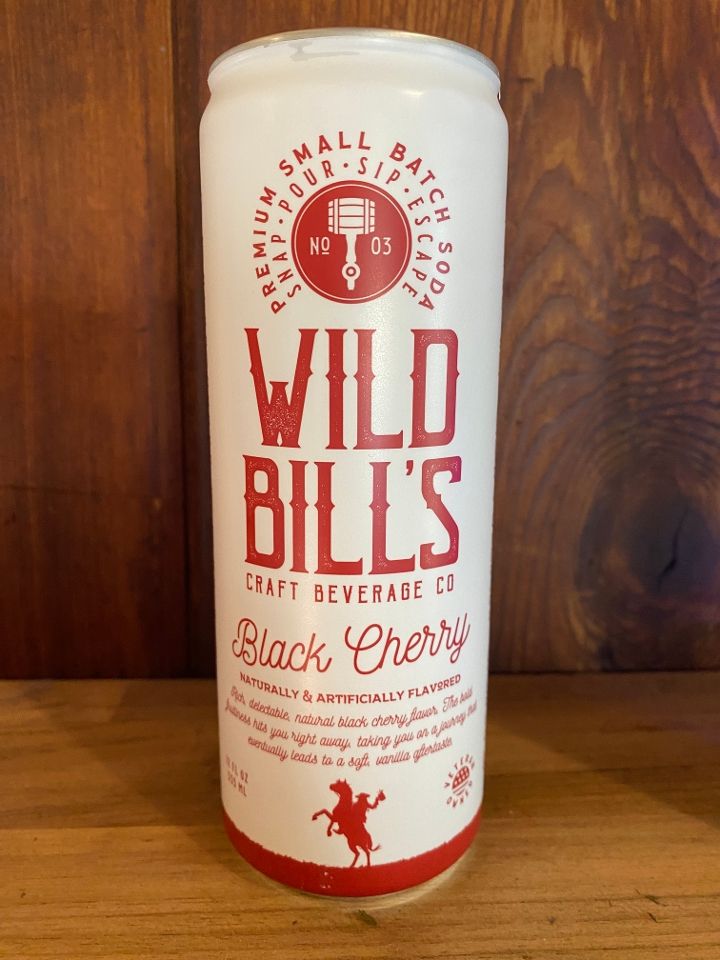 PREMIUM SMALL BATCH SODA
SNAP·POUR·SIP·ESCAPE
Nº 03
WILD
BILL'S
CRAFT BEVERAGE CO
Black Cherry
NATURALLY & ARTIFICIALLY FLAVORED
Rich, delectable, natural black cherry flavor. The bold
fruitiness hits you right away, taking you on a journey that
eventually leads to a soft, vanilla aftertaste.
FL OZ
ML
VETERAN
OWNED